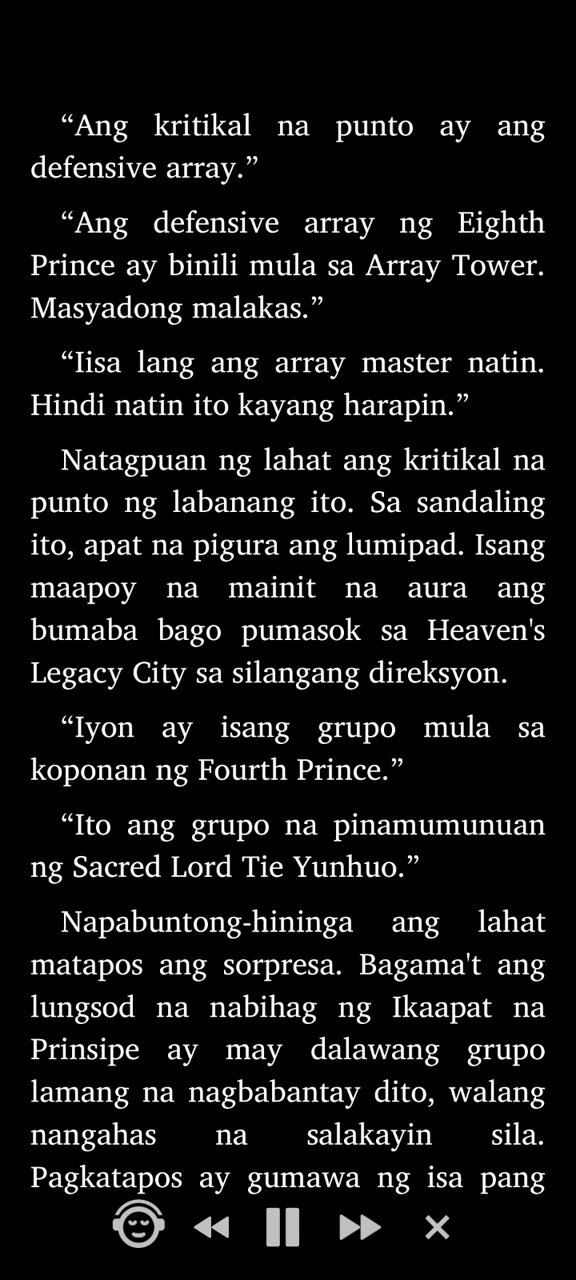 “Ang kritikal na punto ay ang
defensive array.”
“Ang defensive array ng Eighth
Prince ay binili mula sa Array Tower.
Masyadong malakas.”
“Iisa lang ang array master natin.
Hindi natin ito kayang harapin.”
Natagpuan ng lahat ang kritikal na
punto ng labanang ito. Sa sandaling
ito, apat na pigura ang lumipad. Isang
maapoy na mainit na aura ang
bumaba bago pumasok sa Heaven's
Legacy City sa silangang direksyon.
“Iyon ay isang grupo mula sa
koponan ng Fourth Prince.”
“Ito ang grupo na pinamumunuan
ng Sacred Lord Tie Yunhuo.”
Napabuntong-hininga ang lahat
matapos ang sorpresa. Bagama't ang
lungsod na nabihag ng Ikaapat na
Prinsipe ay may dalawang grupo
lamang na nagbabantay dito, walang
nangahas na salakayin sila.
Pagkatapos ay gumawa ng isa pang